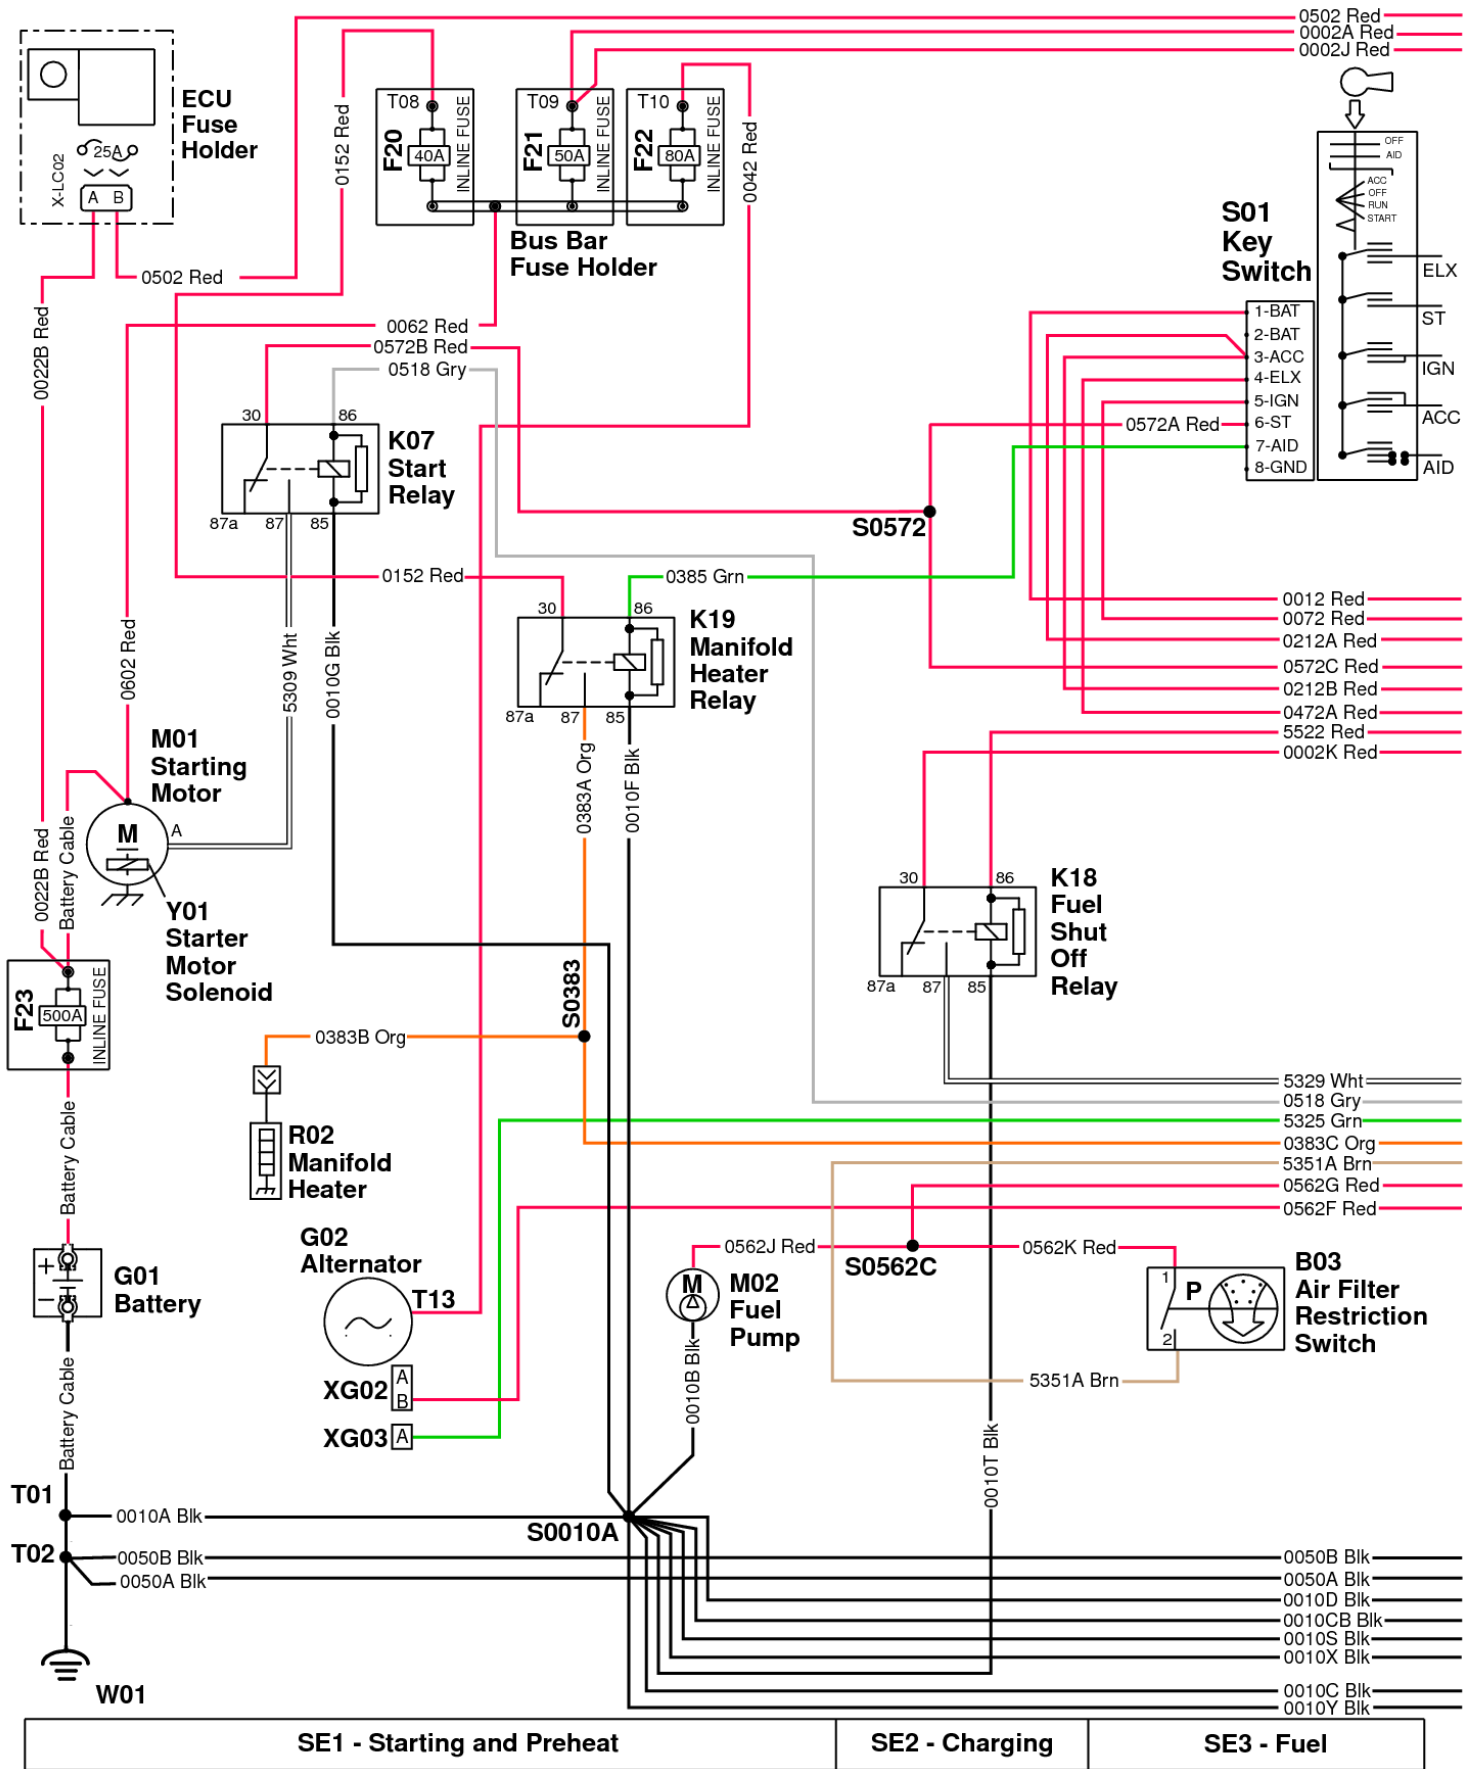 0502 Red
0002A Red
0002J Red
ECU
Fuse
Holder
X-LC02
25A
A B
T08
F20
40A
INLINE FUSE
T09
F21
50A
INLINE FUSE
T10
F22
80A
INLINE FUSE
0152 Red
0042 Red
Bus Bar
Fuse Holder
OFF
AID
ACC
OFF
RUN
START
S01
Key
Switch
ELX
ST
IGN
ACC
AID
1-BAT
2-BAT
3-ACC
4-ELX
5-IGN
6-ST
7-AID
8-GND
0502 Red
0022B Red
0062 Red
0572B Red
0518 Gry
0572A Red
30
86
K07
Start
Relay
87a
87
85
S0572
0152 Red
0385 Grn
0012 Red
0072 Red
0212A Red
0572C Red
0212B Red
0472A Red
5522 Red
0002K Red
30
86
K19
Manifold
Heater
Relay
87a
87
85
0602 Red
5309 Wht
0010G Blk
0383A Org
0010F Blk
M01
Starting
Motor
M
A
0022B Red
Battery Cable
Y01
Starter
Motor
Solenoid
30
86
K18
Fuel
Shut
Off
Relay
87a
87
85
F23
500A
INLINE FUSE
S0383
0383B Org
5329 Wht
0518 Gry
5325 Grn
0383C Org
5351A Brn
0562G Red
0562F Red
Battery Cable
R02
Manifold
Heater
G02
Alternator
T13
0562J Red
0562K Red
S0562C
G01
Battery
M
M02
Fuel
Pump
1
P
2
B03
Air Filter
Restriction
Switch
XG02
A
B
XG03
A
0010B Blk
5351A Brn
0010T Blk
Battery Cable
T01
0010A Blk
S0010A
T02
0050B Blk
0050A Blk
0050B Blk
0050A Blk
0010D Blk
0010CB Blk
0010S Blk
0010X Blk
0010C Blk
0010Y Blk
W01
SE1 - Starting and Preheat
SE2 - Charging
SE3 - Fuel